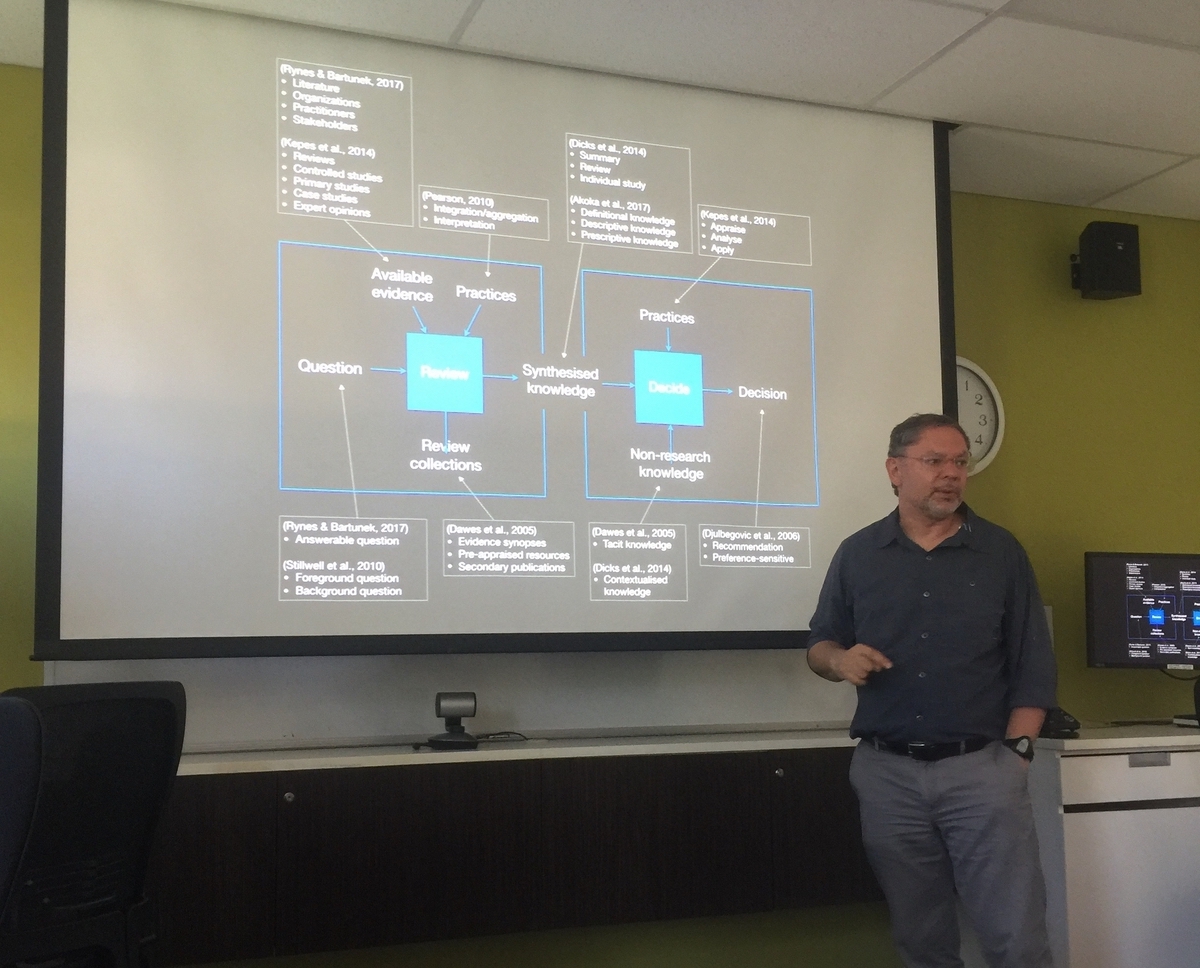 (Rynes & Bartunek, 2017)
• Literature
• Organizations
• Practitioners
• Stakeholders
(Kepes et al., 2014)
• Reviews
• Controlled studies
• Primary studies
• Case studies
• Expert opinions
(Pearson, 2010)
• Integration/aggregation
• Interpretation
(Dicks et al., 2014)
• Summary
• Review
• Individual study
(Akoka et al., 2017)
• Definitional knowledge
• Descriptive knowledge
• Prescriptive knowledge
(Kepes et al., 2014)
• Appraise
• Analyse
• Apply
Available
evidence
Practices
Question
Review
Review
collections
Synthesised
knowledge
Practices
Decide
Decision
Non-research
knowledge
(Rynes & Bartunek, 2017)
• Answerable question
(Stillwell et al., 2010)
• Foreground question
• Background question
(Dawes et al., 2005)
• Evidence synopses
• Pre-appraised resources
• Secondary publications
(Dawes et al., 2005)
• Tacit knowledge
(Dicks et al., 2014)
• Contextualised
knowledge
(Djulbegovic et al., 2006)
• Recommendation
• Preference-sensitive
1
2
3
4